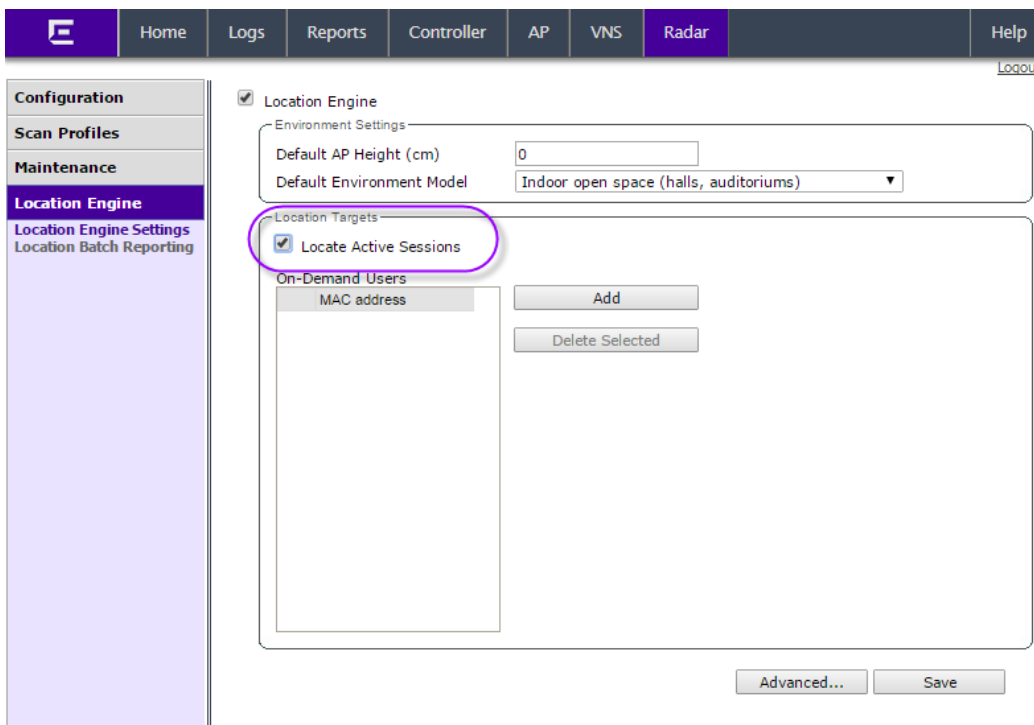 Home Logs Reports Controller AP VNS Radar Help
Configuration
Scan Profiles
Maintenance
Location Engine
Location Engine Settings
Location Batch Reporting
Location Engine
Environment Settings
Default AP Height (cm) 0
Default Environment Model Indoor open space (halls, auditoriums)
Location Targets
Locate Active Sessions
On-Demand Users
MAC address
Add
Delete Selected
Advanced... Save